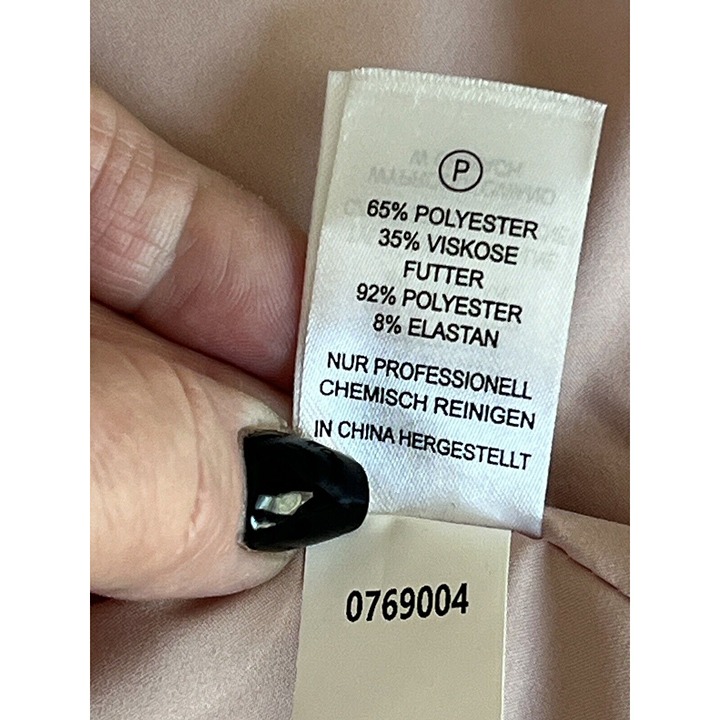 P
65% POLYESTER
35% VISKOSE
FUTTER
92% POLYESTER
8% ELASTAN
NUR PROFESSIONELL
CHEMISCH REINIGEN
IN CHINA HERGESTELLT
0769004